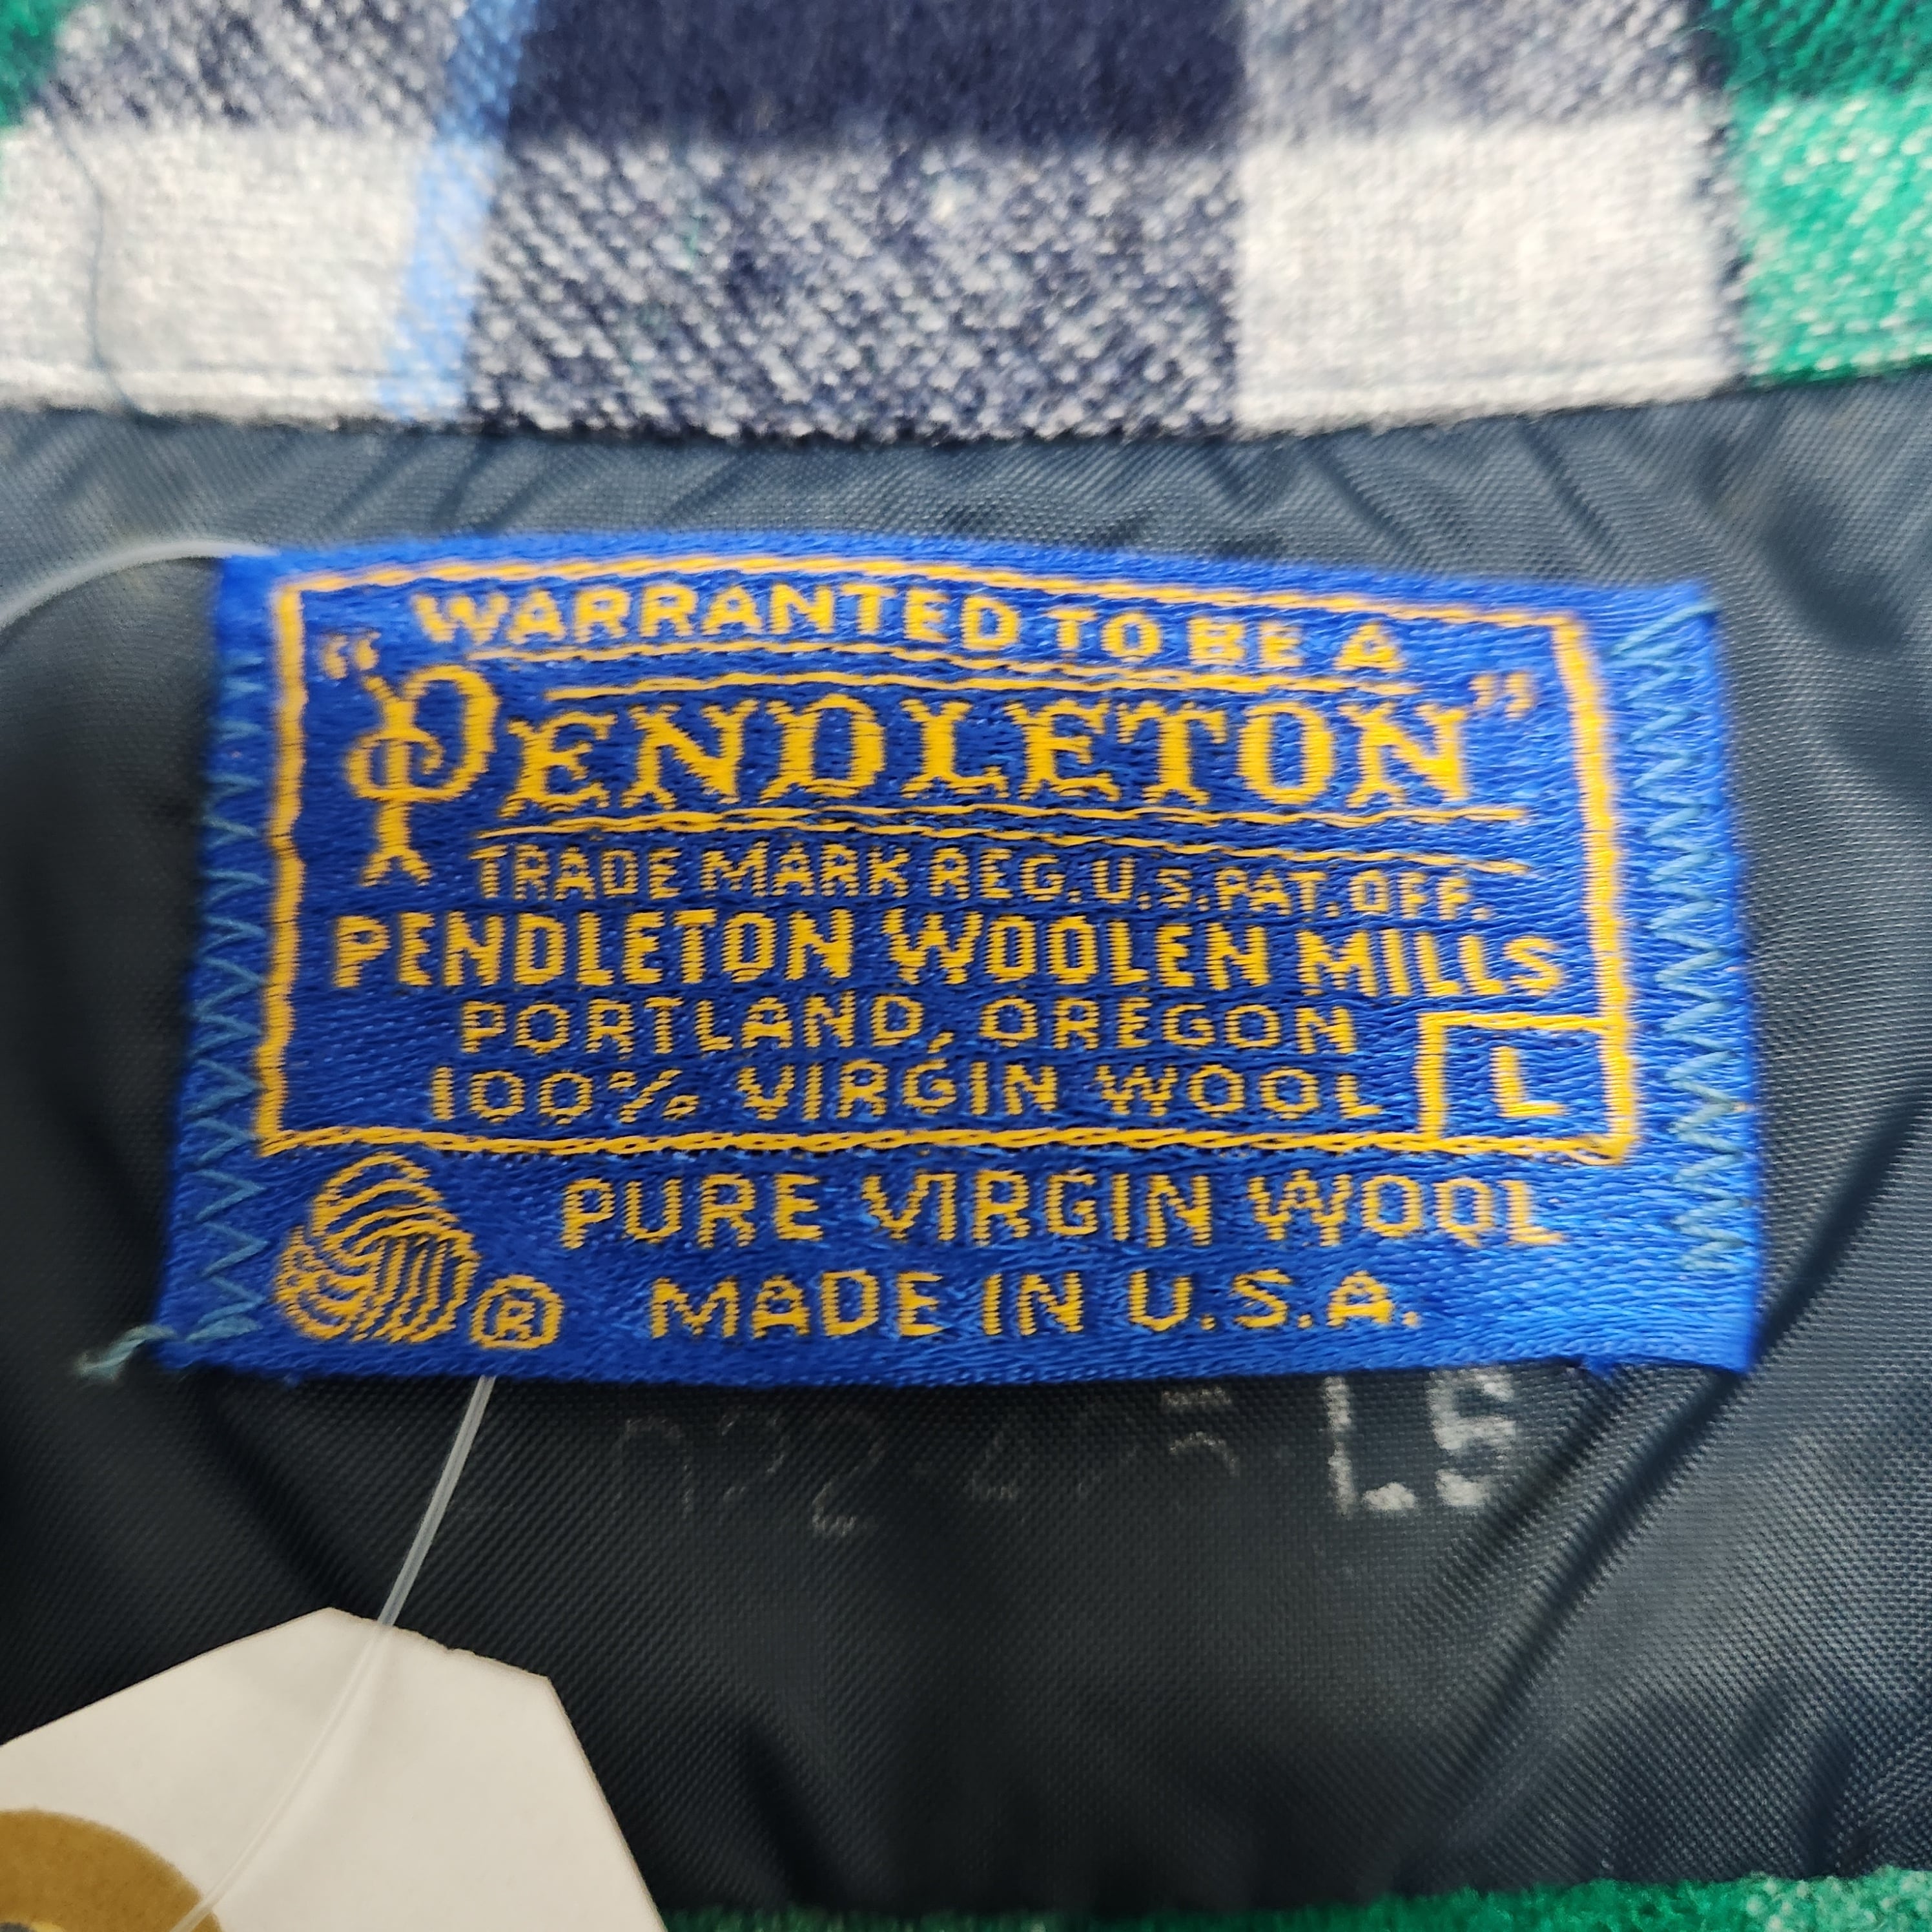 WARRANTED TO BE A
"PENDLETON"
TRADE MARK REG. U.S. PAT. OFF.
PENDLETON WOOLEN MILLS
PORTLAND, OREGON
100% VIRGIN WOOL
L
PURE VIRGIN WOOL
® MADE IN U.S.A.
LS